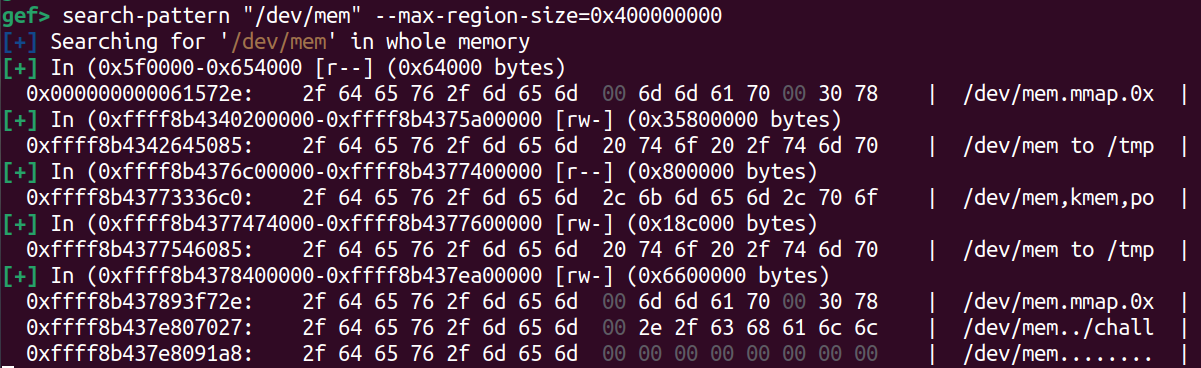 gef> search-pattern "/dev/mem" --max-region-size=0x400000000
[+] Searching for '/dev/mem' in whole memory
[+] In (0x5f0000-0x654000 [r--] (0x64000 bytes)
0x000000000061572e: 2f 64 65 76 2f 6d 65 6d 00 6d 6d 61 70 00 30 78 | /dev/mem.mmap.0x |
[+] In (0xffff8b4340200000-0xffff8b4375a00000 [rw-] (0x35800000 bytes)
0xffff8b4342645085: 2f 64 65 76 2f 6d 65 6d 20 74 6f 20 2f 74 6d 70 | /dev/mem to /tmp |
[+] In (0xffff8b4376c00000-0xffff8b4377400000 [r--] (0x800000 bytes)
0xffff8b43773336c0: 2f 64 65 76 2f 6d 65 6d 2c 6b 6d 65 6d 2c 70 6f | /dev/mem,kmem,po |
[+] In (0xffff8b4377474000-0xffff8b4377600000 [rw-] (0x18c000 bytes)
0xffff8b4377546085: 2f 64 65 76 2f 6d 65 6d 20 74 6f 20 2f 74 6d 70 | /dev/mem to /tmp |
[+] In (0xffff8b4378400000-0xffff8b437ea00000 [rw-] (0x6600000 bytes)
0xffff8b437893f72e: 2f 64 65 76 2f 6d 65 6d 00 6d 6d 61 70 00 30 78 | /dev/mem.mmap.0x |
0xffff8b437e807027: 2f 64 65 76 2f 6d 65 6d 00 2e 2f 63 68 61 6c 6c | /dev/mem../chall |
0xffff8b437e8091a8: 2f 64 65 76 2f 6d 65 6d 00 00 00 00 00 00 00 00 | /dev/mem........ |